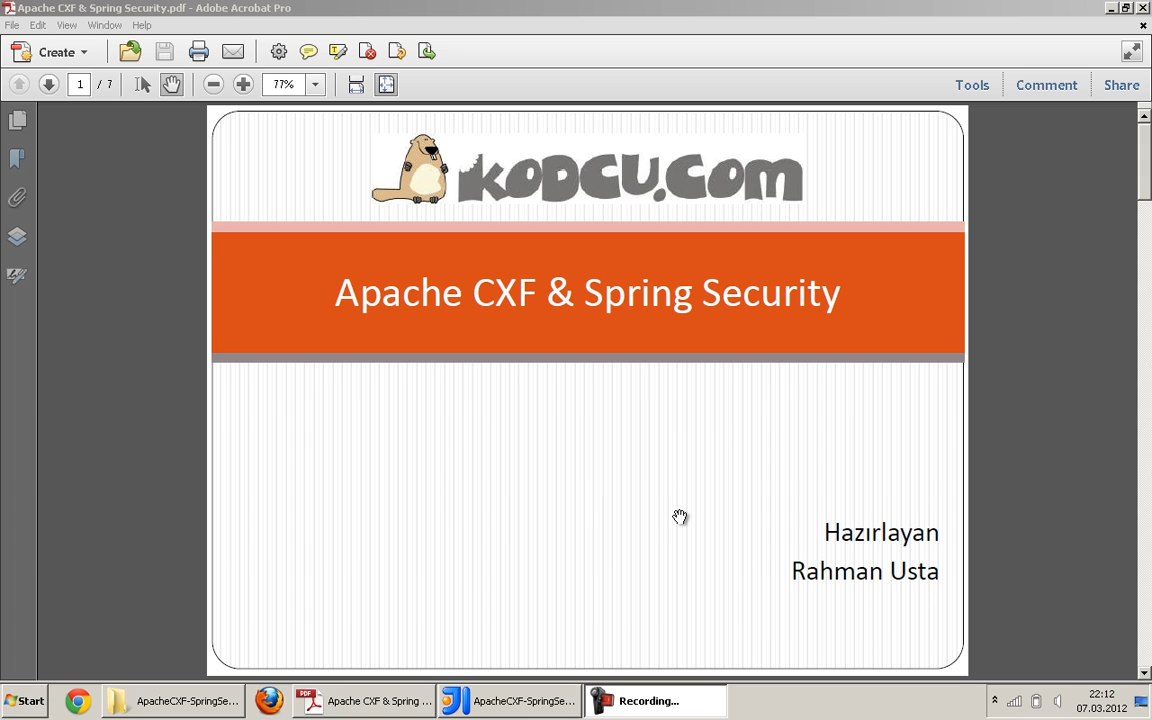 Apache CXF & Spring Security.pdf - Adobe Acrobat Pro
File Edit View Window Help
Create
1 / 7 77% Tools Comment Share
kodcu.com
Apache CXF & Spring Security
Hazırlayan
Rahman Usta
Start ApacheCXF-SpringSe... PDF Apache CXF & Spring ... ApacheCXF-SpringSe... Recording... 22:12
07.03.2012